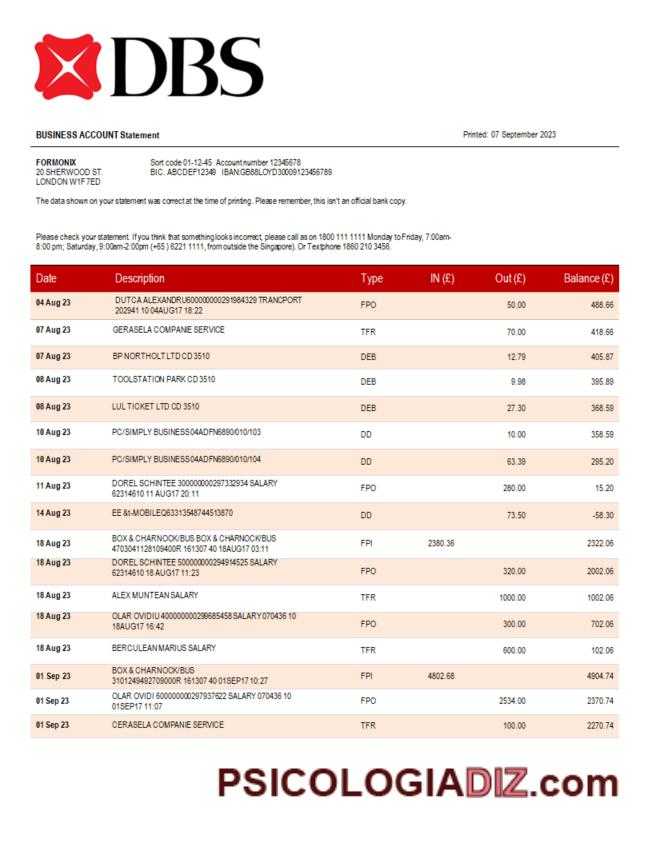 DBS
BUSINESS ACCOUNT Statement
Printed: 07 September 2023
FORMONIX
20 SHERWOOD ST.
LONDON W1F 7ED
Sort code 01-12-45 Account number 12345678
BIC. ABCDEF12349 IBAN:GB88LOYD30009123456789
The data shown on your statement was correct at the time of printing. Please remember, this isn't an official bank copy.
Please check your statement. If you think that something looks incorrect, please call as on 1800 111 1111 Monday to Friday, 7:00am-
8:00 pm; Saturday, 9:00am-2:00pm (+65 ) 6221 1111, from outside the Singapore). Or Textphone 1860 210 3456.
Date Description Type IN (£) Out (£) Balance (£)
04 Aug 23 DUTCA ALEXANDRU600000000291984329 TRANCPORT FPO 50.00 488.66
202941 10 04AUG17 18:22
07 Aug 23 GERASELA COMPANIE SERVICE TFR 70.00 418.66
07 Aug 23 BP NORTHOLT LTD CD 3510 DEB 12.79 405.87
08 Aug 23 TOOLSTATION PARK CD 3510 DEB 9.98 395.89
08 Aug 23 LUL TICKET LTD CD 3510 DEB 27.30 368.59
10 Aug 23 PC/SIMPLY BUSINESS04ADFN6890/010/103 DD 10.00 358.59
10 Aug 23 PC/SIMPLY BUSINESS04ADFN6890/010/104 DD 63.39 295.20
11 Aug 23 DOREL SCHINTEE 300000000297332934 SALARY FPO 280.00 15.20
62314610 11 AUG17 20:11
14 Aug 23 EE &t-MOBILEQ63313548744513870 DD 73.50 -58.30
18 Aug 23 BOX & CHARNOCK/BUS BOX & CHARNOCK/BUS FPI 2380.36 2322.06
4703041128109400R 161307 40 18AUG17 03:11
18 Aug 23 DOREL SCHINTEE 500000000294914525 SALARY FPO 320.00 2002.06
62314610 18 AUG17 11:23
18 Aug 23 ALEX MUNTEAN SALARY TFR 1000.00 1002.06
18 Aug 23 OLAR OVIDIU 400000000299685458 SALARY 070436 10 FPO 300.00 702.06
18AUG17 16:42
18 Aug 23 BERCULEAN MARIUS SALARY TFR 600.00 102.06
01 Sep 23 BOX & CHARNOCK/BUS FPI 4802.68 4904.74
3101249492709000R 161307 40 01SEP17 10:27
01 Sep 23 OLAR OVIDI 600000000297937622 SALARY 070436 10 FPO 2534.00 2370.74
01SEP17 11:07
01 Sep 23 CERASELA COMPANIE SERVICE TFR 100.00 2270.74
PSICOLOGIADIZ.com